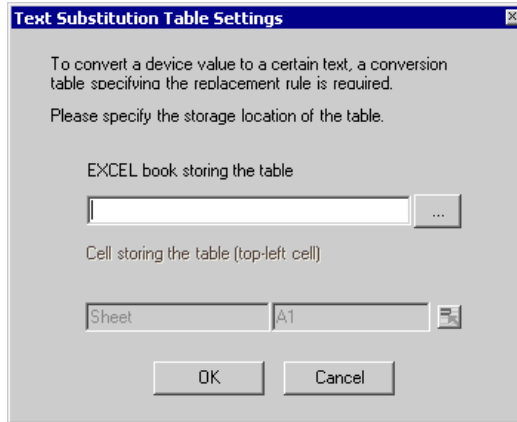 Text Substitution Table Settings
To convert a device value to a certain text, a conversion
table specifying the replacement rule is required.
Please specify the storage location of the table.
EXCEL book storing the table
...
Cell storing the table (top-left cell)
Sheet A1
OK Cancel